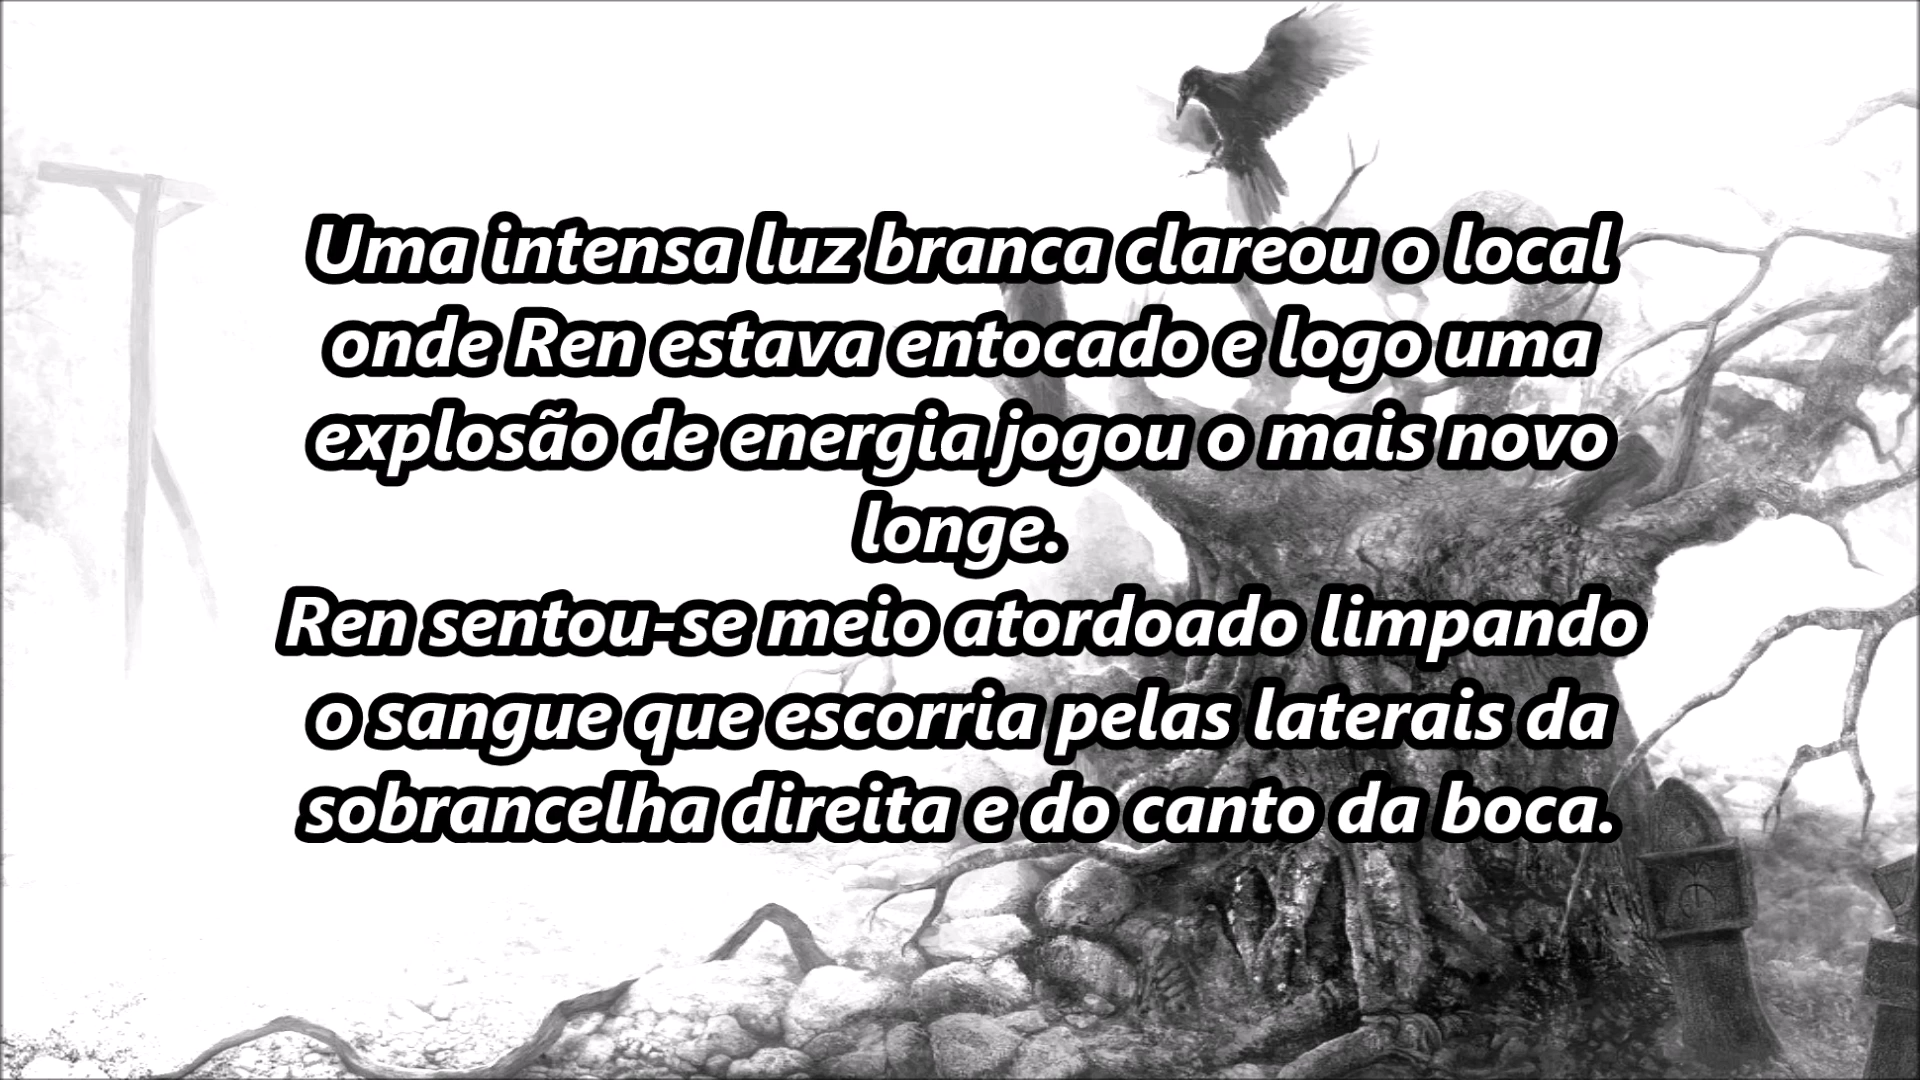 Uma intensa luz branca clareou o local
onde Ren estava entocado e logo uma
explosão de energia jogou o mais novo
longe.
Ren sentou-se meio atordoado limpando
o sangue que escorria pelas laterais da
sobrancelha direita e do canto da boca.